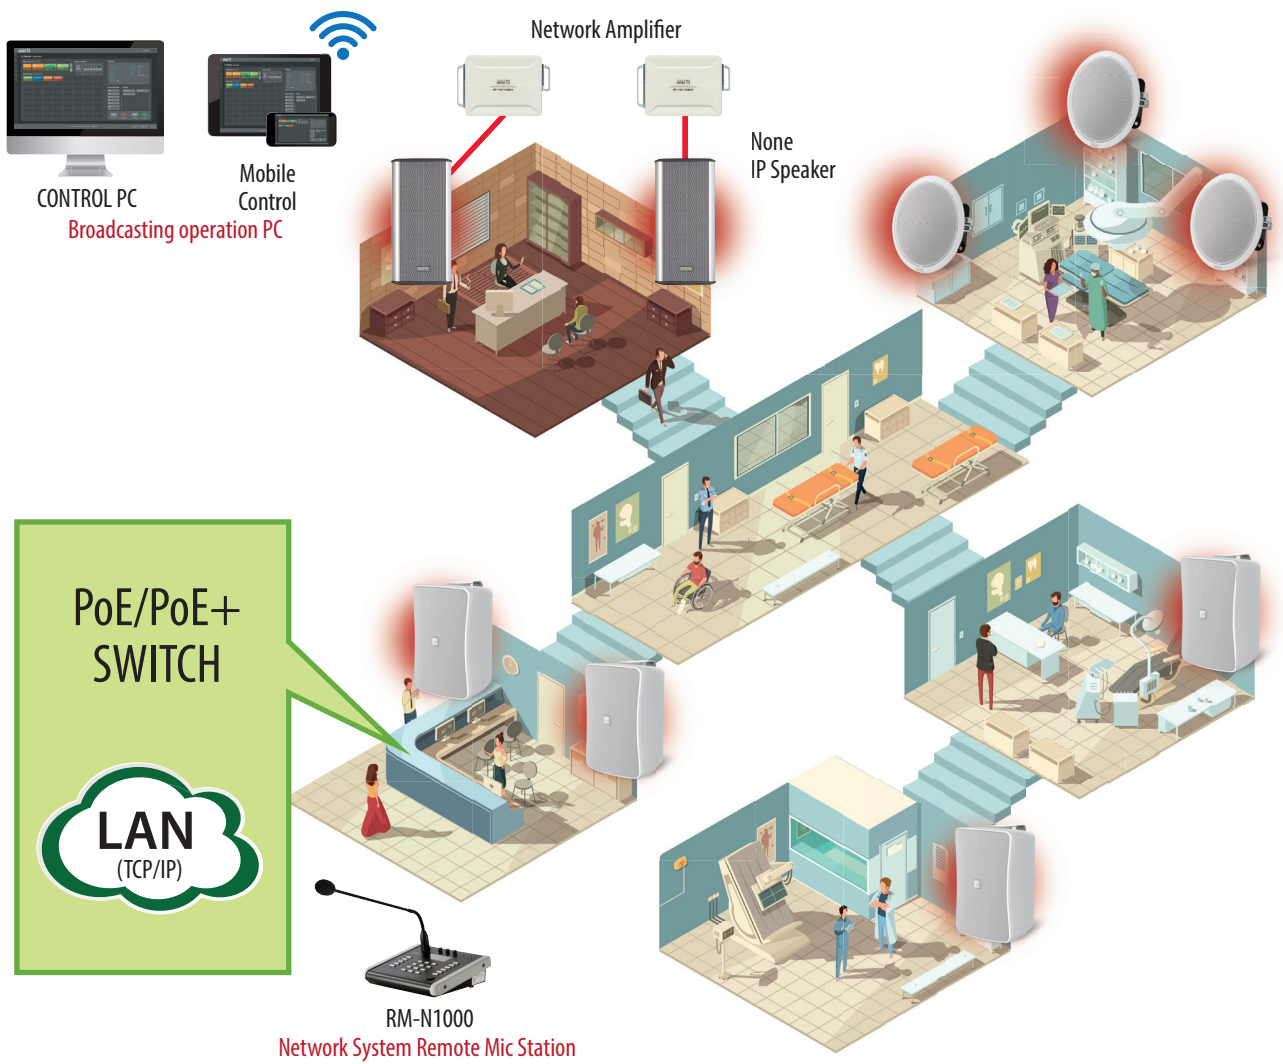 Network Amplifier
None
IP Speaker
CONTROL PC
Mobile
Control
Broadcasting operation PC
PoE/PoE+
SWITCH
LAN
(TCP/IP)
RM-N1000
Network System Remote Mic Station